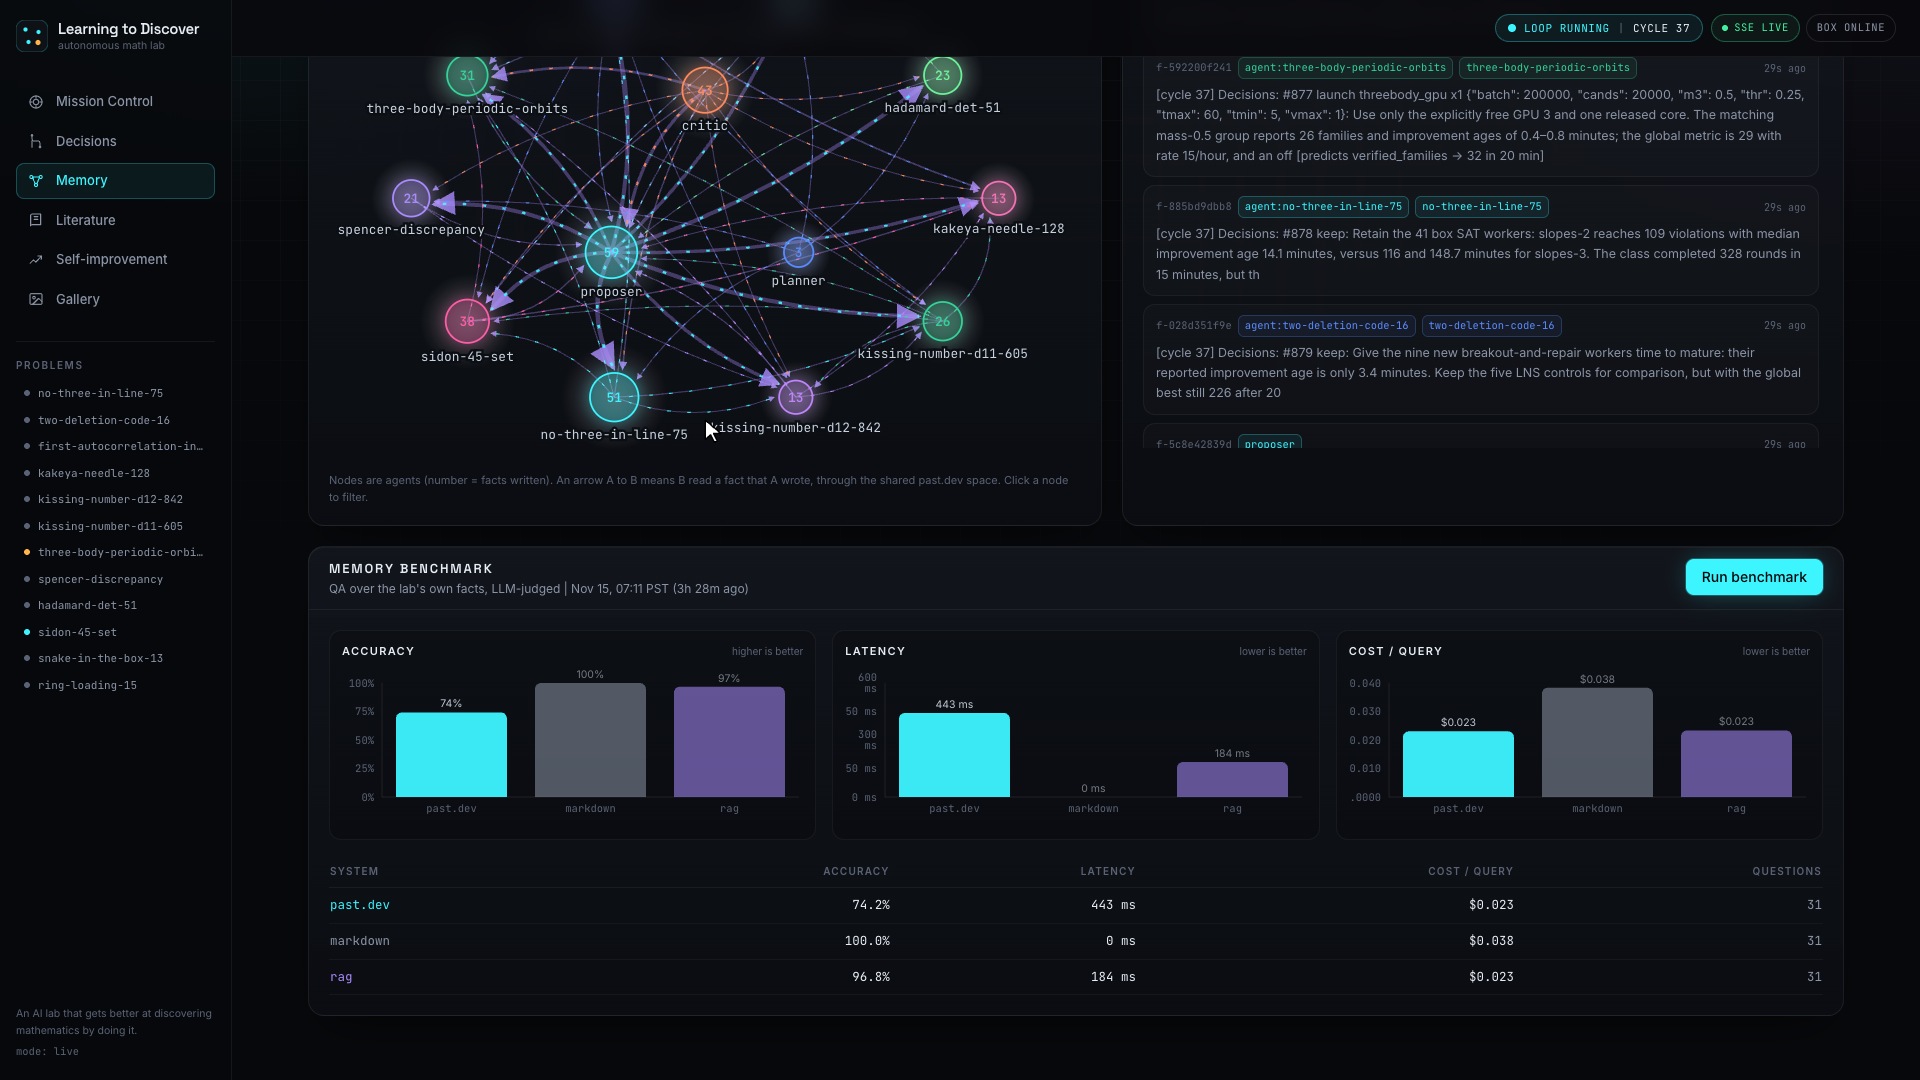 Learning to Discover
autonomous math lab
LOOP RUNNING | CYCLE 37
SSE LIVE
BOX ONLINE
Mission Control
Decisions
Memory
Literature
Self-improvement
Gallery
PROBLEMS
no-three-in-line-75
two-deletion-code-16
first-autocorrelation-in…
kakeya-needle-128
kissing-number-d12-842
kissing-number-d11-605
three-body-periodic-orbi…
spencer-discrepancy
hadamard-det-51
sidon-45-set
snake-in-the-box-13
ring-loading-15
An AI lab that gets better at discovering
mathematics by doing it.
mode: live
31
three-body-periodic-orbits
43
critic
23
hadamard-det-51
21
spencer-discrepancy
13
kakeya-needle-128
59
proposer
3
planner
38
sidon-45-set
26
kissing-number-d11-605
51
no-three-in-line-75
13
kissing-number-d12-842
Nodes are agents (number = facts written). An arrow A to B means B read a fact that A wrote, through the shared past.dev space. Click a node
to filter.
f-592200f241 agent:three-body-periodic-orbits three-body-periodic-orbits 29s ago
[cycle 37] Decisions: #877 launch threebody_gpu x1 {"batch": 200000, "cands": 20000, "m3": 0.5, "thr": 0.25,
"tmax": 60, "tmin": 5, "vmax": 1}: Use only the explicitly free GPU 3 and one released core. The matching
mass-0.5 group reports 26 families and improvement ages of 0.4–0.8 minutes; the global metric is 29 with
rate 15/hour, and an off [predicts verified_families → 32 in 20 min]
f-885bd9dbb8 agent:no-three-in-line-75 no-three-in-line-75 29s ago
[cycle 37] Decisions: #878 keep: Retain the 41 box SAT workers: slopes-2 reaches 109 violations with median
improvement age 14.1 minutes, versus 116 and 148.7 minutes for slopes-3. The class completed 328 rounds in
15 minutes, but th
f-028d351f9e agent:two-deletion-code-16 two-deletion-code-16 29s ago
[cycle 37] Decisions: #879 keep: Give the nine new breakout-and-repair workers time to mature: their
reported improvement age is only 3.4 minutes. Keep the five LNS controls for comparison, but with the global
best still 226 after 20
f-5c8e42839d proposer 29s ago
MEMORY BENCHMARK
QA over the lab's own facts, LLM-judged | Nov 15, 07:11 PST (3h 28m ago)
Run benchmark
ACCURACY
higher is better
100%
75%
50%
25%
0%
74%
100%
97%
past.dev
markdown
rag
LATENCY
lower is better
600
ms
50 ms
300
ms
50 ms
0 ms
443 ms
0 ms
184 ms
past.dev
markdown
rag
COST / QUERY
lower is better
0.040
0.030
0.020
0.010
.0000
$0.023
$0.038
$0.023
past.dev
markdown
rag
SYSTEM ACCURACY LATENCY COST / QUERY QUESTIONS
past.dev 74.2% 443 ms $0.023 31
markdown 100.0% 0 ms $0.038 31
rag 96.8% 184 ms $0.023 31